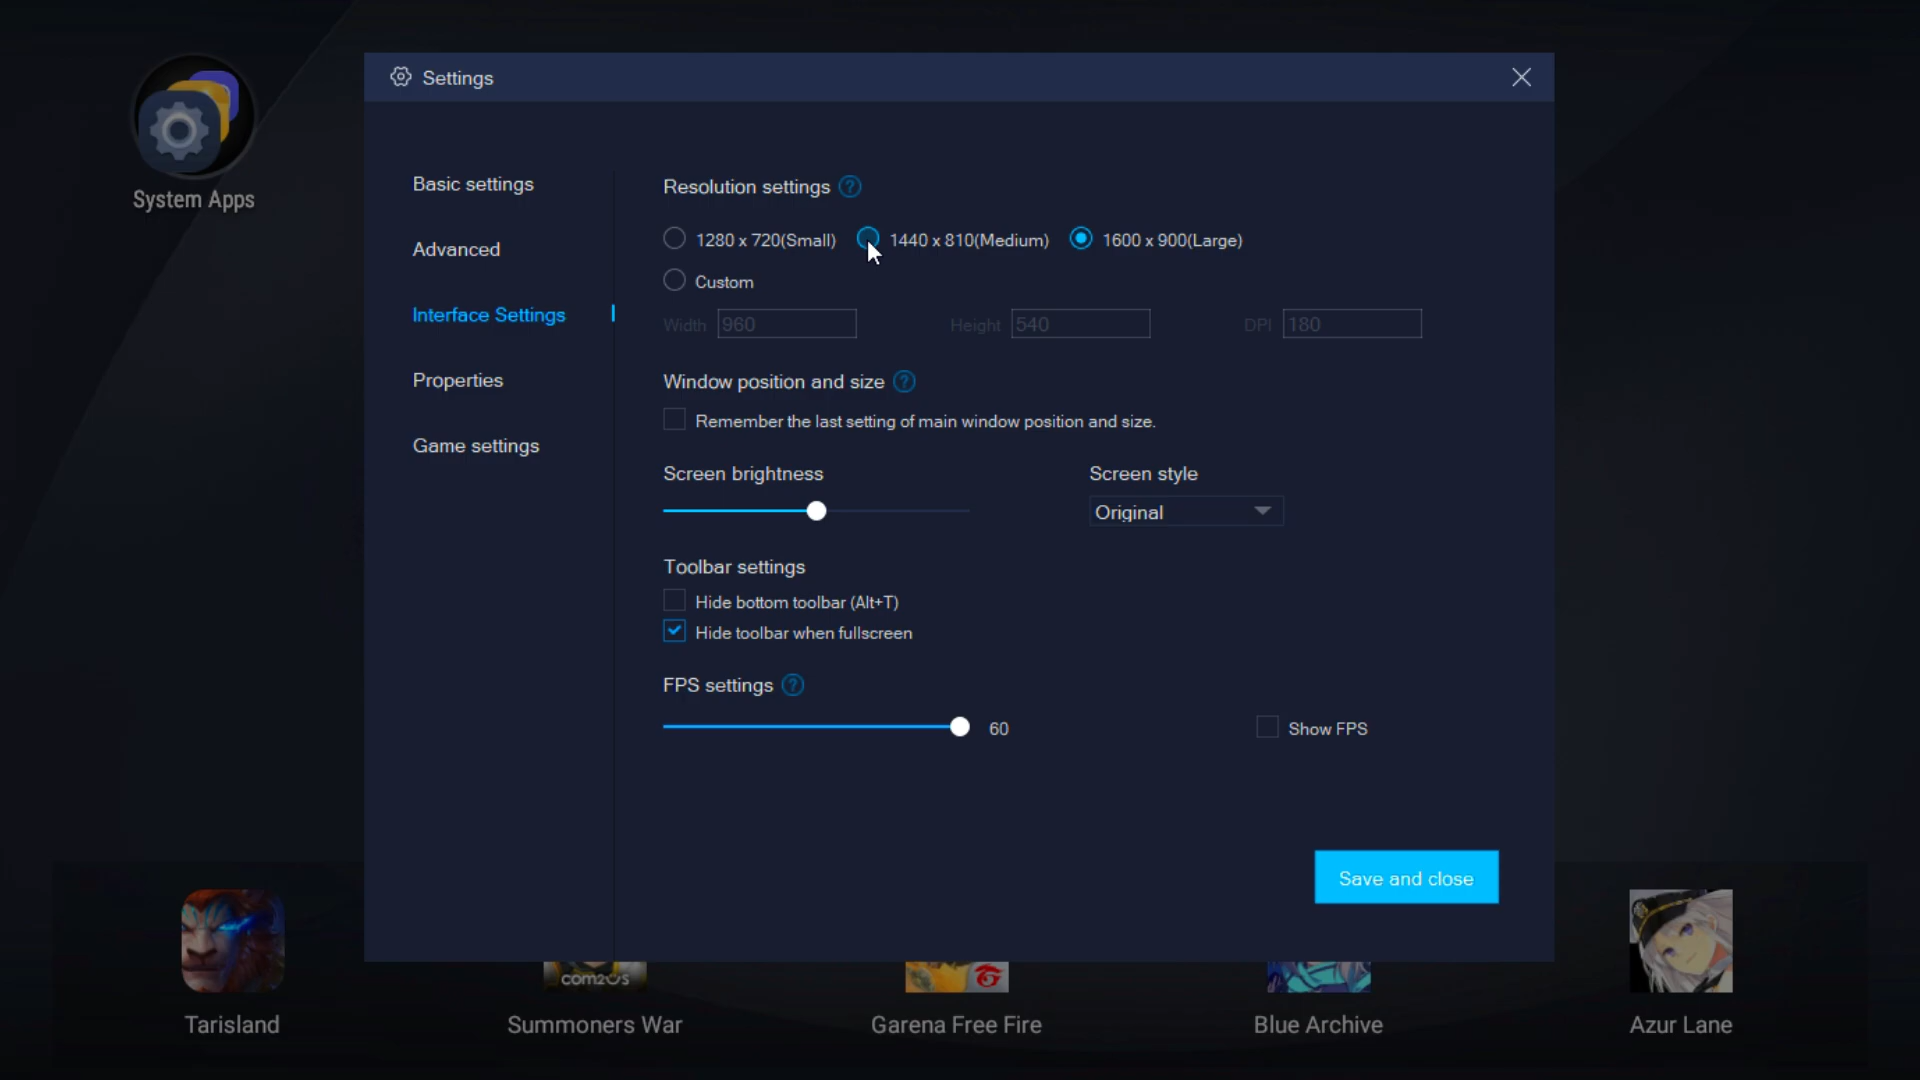 Settings
System Apps
Basic settings
Advanced
Interface Settings
Properties
Game settings
Resolution settings ?
1280 x 720(Small) 1440 x 810(Medium) 1600 x 900(Large)
Custom
Width 960 Height 540 DPI 180
Window position and size ?
Remember the last setting of main window position and size.
Screen brightness Screen style
Original
Toolbar settings
Hide bottom toolbar (Alt+T)
Hide toolbar when fullscreen
FPS settings ?
60 Show FPS
Save and close
com2us
Tarisland Summoners War Garena Free Fire Blue Archive Azur Lane